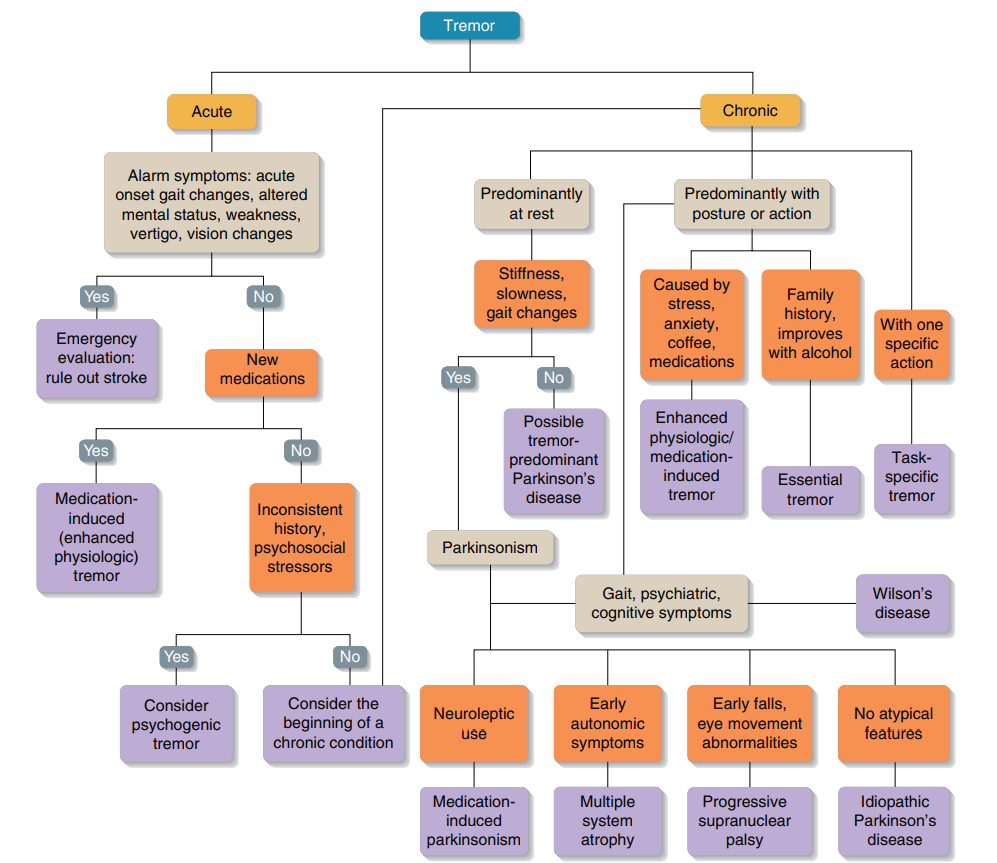 Tremor
Acute
Chronic
Alarm symptoms: acute
onset gait changes, altered
mental status, weakness,
vertigo, vision changes
Yes
No
Emergency
evaluation:
rule out stroke
New
medications
Yes
No
Medication-
induced
(enhanced
physiologic)
tremor
Inconsistent
history,
psychosocial
stressors
Yes
No
Consider
psychogenic
tremor
Consider the
beginning of a
chronic condition
Predominantly
at rest
Predominantly with
posture or action
Stiffness,
slowness,
gait changes
Yes
No
Possible
tremor-
predominant
Parkinson's
disease
Caused by
stress,
anxiety,
coffee,
medications
Family
history,
improves
with alcohol
With one
specific
action
Enhanced
physiologic/
medication-
induced
tremor
Essential
tremor
Task-
specific
tremor
Parkinsonism
Gait, psychiatric,
cognitive symptoms
Wilson's
disease
Neuroleptic
use
Early
autonomic
symptoms
Early falls,
eye movement
abnormalities
No atypical
features
Medication-
induced
parkinsonism
Multiple
system
atrophy
Progressive
supranuclear
palsy
Idiopathic
Parkinson's
disease